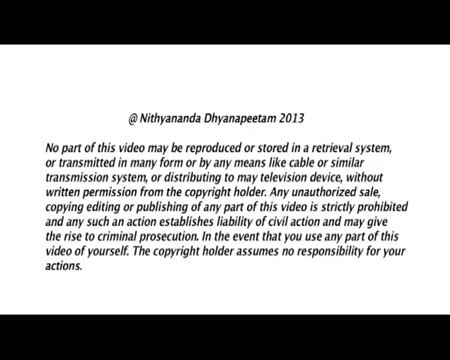 @ Nithyananda Dhyanapeetam 2013
No part of this video may be reproduced or stored in a retrieval system,
or transmitted in many form or by any means like cable or similar
transmission system, or distributing to may television device, without
written permission from the copyright holder. Any unauthorized sale,
copying editing or publishing of any part of this video is strictly prohibited
and any such an action establishes liability of civil action and may give
the rise to criminal prosecution. In the event that you use any part of this
video of yourself. The copyright holder assumes no responsibility for your
actions.